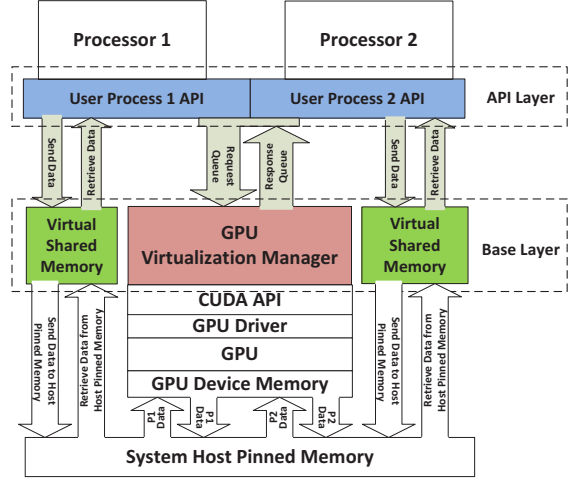 Processor 1
Processor 2
User Process 1 API
User Process 2 API
API Layer
Send Data
Retrieve Data
Request
Queue
Response
Queue
Send Data
Retrieve Data
Virtual
Shared
Memory
GPU
Virtualization Manager
Virtual
Shared
Memory
Base Layer
CUDA API
GPU Driver
GPU
GPU Device Memory
Send Data to Host
Pinned Memory
Retrieve Data from
Host Pinned Memory
P1
Data
P1
Data
P2
Data
P2
Data
Send Data to Host
Pinned Memory
Retrieve Data from
Host Pinned Memory
System Host Pinned Memory